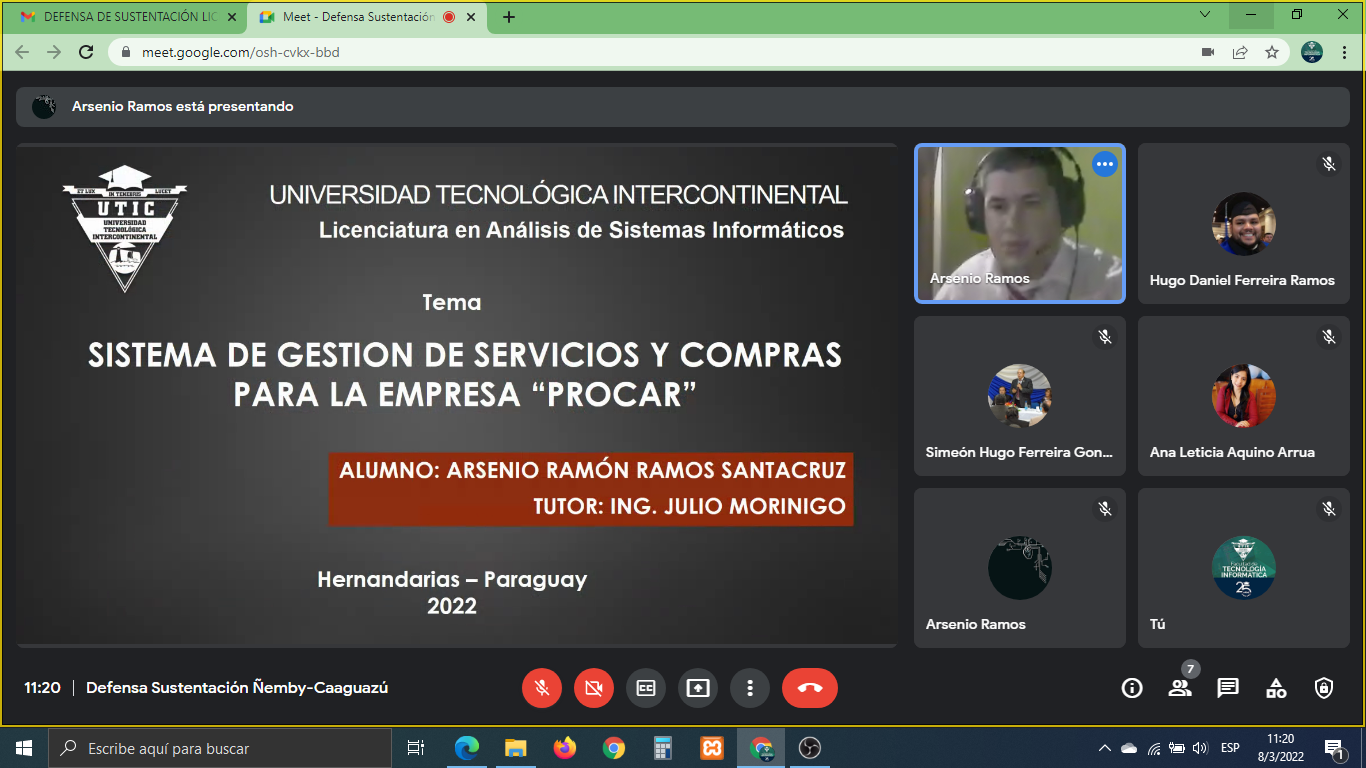 DEFENSA DE SUSTENTACIÓN LIC
Meet - Defensa Sustentación
meet.google.com/osh-cvkx-bbd
Arsenio Ramos está presentando
ET LUX IN TENEBRIS LUCET
UTIC
UNIVERSIDAD
TECNOLÓGICA
INTERCONTINENTAL
UNIVERSIDAD TECNOLÓGICA INTERCONTINENTAL
Licenciatura en Análisis de Sistemas Informáticos
Tema
SISTEMA DE GESTION DE SERVICIOS Y COMPRAS
PARA LA EMPRESA “PROCAR”
ALUMNO: ARSENIO RAMÓN RAMOS SANTACRUZ
TUTOR: ING. JULIO MORINIGO
Hernandarias – Paraguay
2022
Arsenio Ramos
Hugo Daniel Ferreira Ramos
Simeón Hugo Ferreira Gon...
Ana Leticia Aquino Arrua
Arsenio Ramos
Facultad de
TECNOLOGÍA
INFORMÁTICA
25
Tú
11:20 | Defensa Sustentación Ñemby-Caaguazú
7
Escribe aquí para buscar
ESP
11:20
8/3/2022
1